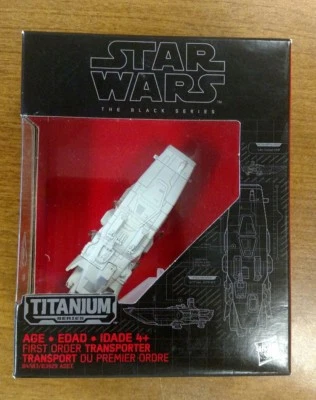 STAR
WARS
THE BLACK SERIES
TITANIUM
SERIES
AGE • EDAD • IDADE 4+
FIRST ORDER TRANSPORTER
TRANSPORT DU PREMIER ORDRE